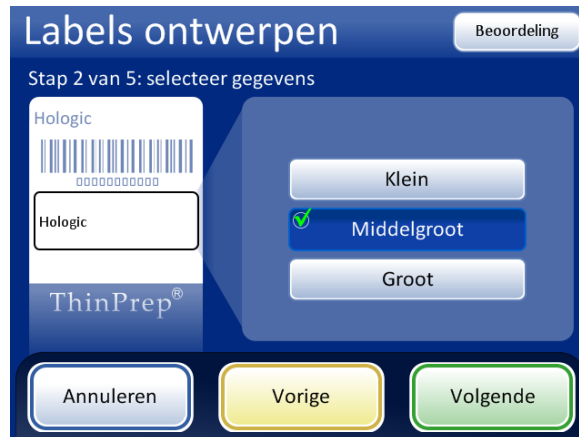 Labels ontwerpen
Beoordeling
Stap 2 van 5: selecteer gegevens
Hologic
00000000000
Hologic
ThinPrep®
Klein
Middelgroot
Groot
Annuleren
Vorige
Volgende